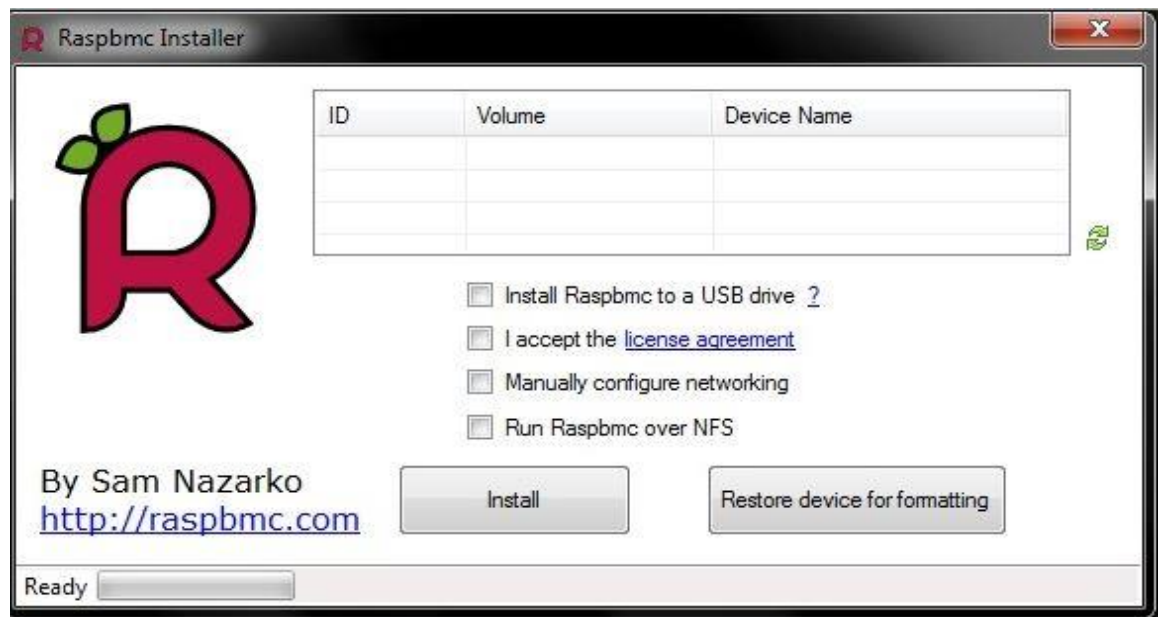 Raspbmc Installer
ID Volume Device Name
Install Raspbmc to a USB drive ?
I accept the license agreement
Manually configure networking
Run Raspbmc over NFS
By Sam Nazarko
http://raspbmc.com
Install
Restore device for formatting
Ready